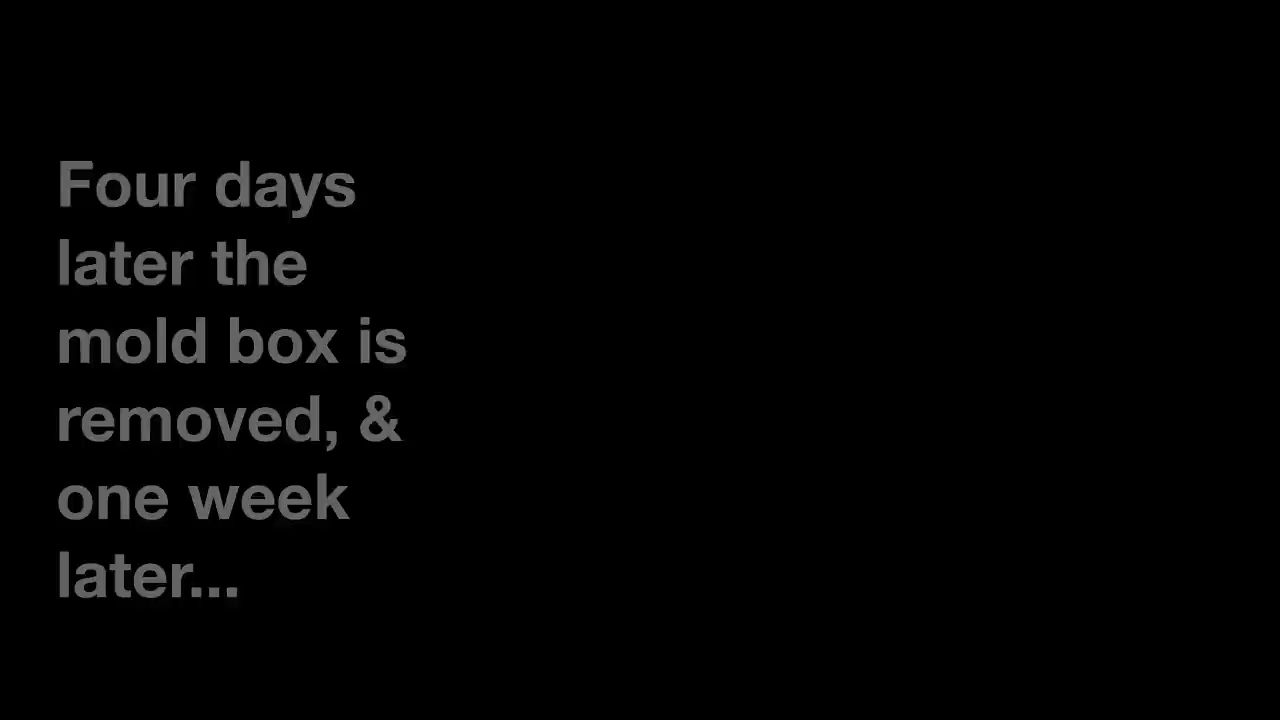 Four days
later the
mold box is
removed, &
one week
later...